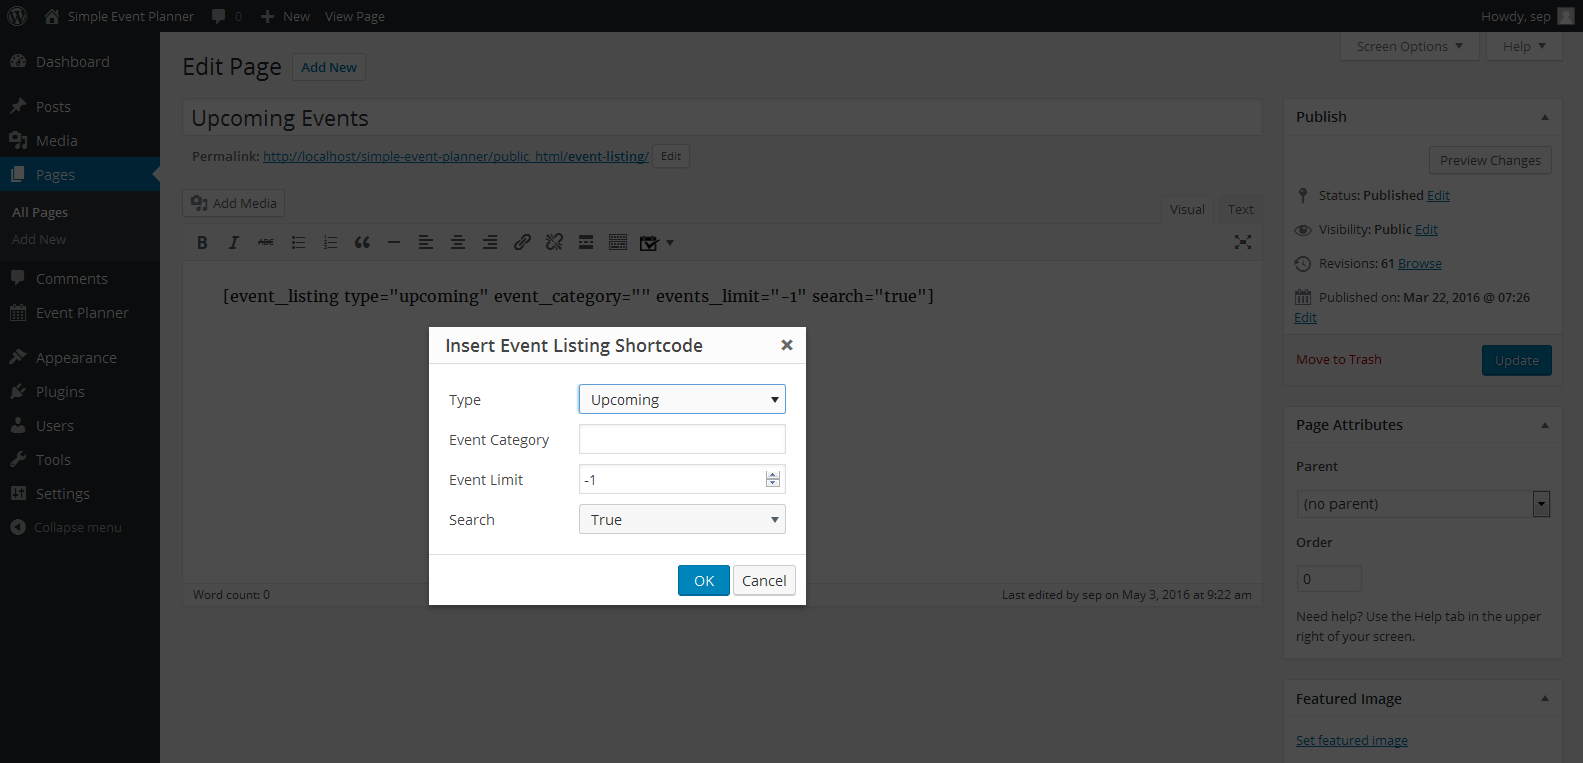 Simple Event Planner 0 New View Page Howdy, sep
Dashboard
Posts
Media
Pages
All Pages
Add New
Comments
Event Planner
Appearance
Plugins
Users
Tools
Settings
Collapse menu
Screen Options Help
Edit Page Add New
Upcoming Events
Permalink: http://localhost/simple-event-planner/public_html/event-listing/ Edit
Add Media
Visual Text
B I ABC
[event_listing type="upcoming" event_category="" events_limit="-1" search="true"]
Insert Event Listing Shortcode
Type Upcoming
Event Category
Event Limit -1
Search True
OK Cancel
Word count: 0 Last edited by sep on May 3, 2016 at 9:22 am
Publish
Preview Changes
Status: Published Edit
Visibility: Public Edit
Revisions: 61 Browse
Published on: Mar 22, 2016 @ 07:26
Edit
Move to Trash Update
Page Attributes
Parent
(no parent)
Order
0
Need help? Use the Help tab in the upper
right of your screen.
Featured Image
Set featured image